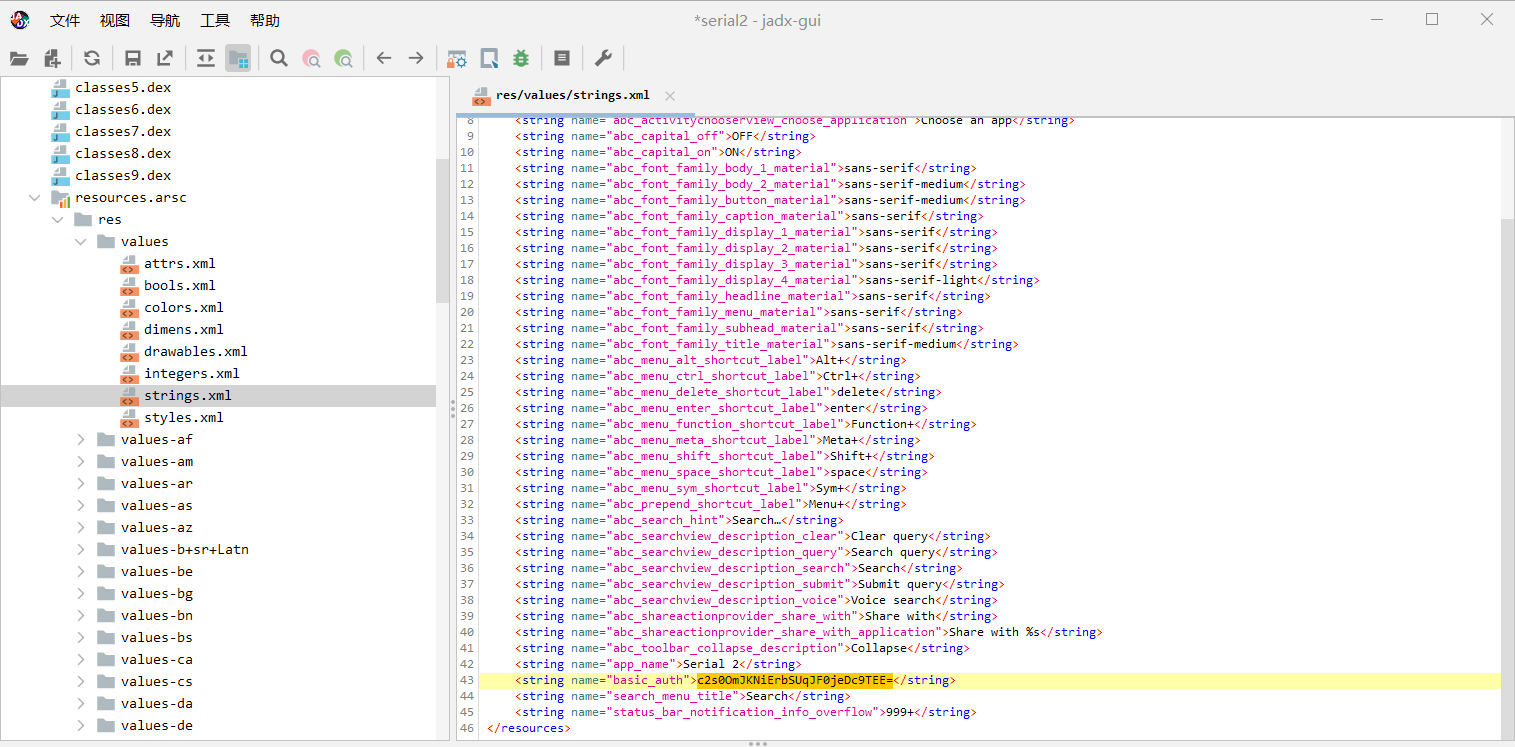 文件 视图 导航 工具 帮助
*serial2 - jadx-gui
classes5.dex
classes6.dex
classes7.dex
classes8.dex
classes9.dex
resources.arsc
res
values
attrs.xml
bools.xml
colors.xml
dimens.xml
drawables.xml
integers.xml
strings.xml
styles.xml
values-af
values-am
values-ar
values-as
values-az
values-b+sr+Latn
values-be
values-bg
values-bn
values-bs
values-ca
values-cs
values-da
values-de
res/values/strings.xml
8 <string name="abc_activitychooserview_choose_application">Choose an app</string>
9 <string name="abc_capital_off">OFF</string>
10 <string name="abc_capital_on">ON</string>
11 <string name="abc_font_family_body_1_material">sans-serif</string>
12 <string name="abc_font_family_body_2_material">sans-serif-medium</string>
13 <string name="abc_font_family_button_material">sans-serif-medium</string>
14 <string name="abc_font_family_caption_material">sans-serif</string>
15 <string name="abc_font_family_display_1_material">sans-serif</string>
16 <string name="abc_font_family_display_2_material">sans-serif</string>
17 <string name="abc_font_family_display_3_material">sans-serif</string>
18 <string name="abc_font_family_display_4_material">sans-serif-light</string>
19 <string name="abc_font_family_headline_material">sans-serif</string>
20 <string name="abc_font_family_menu_material">sans-serif</string>
21 <string name="abc_font_family_subhead_material">sans-serif</string>
22 <string name="abc_font_family_title_material">sans-serif-medium</string>
23 <string name="abc_menu_alt_shortcut_label">Alt+</string>
24 <string name="abc_menu_ctrl_shortcut_label">Ctrl+</string>
25 <string name="abc_menu_delete_shortcut_label">delete</string>
26 <string name="abc_menu_enter_shortcut_label">enter</string>
27 <string name="abc_menu_function_shortcut_label">Function+</string>
28 <string name="abc_menu_meta_shortcut_label">Meta+</string>
29 <string name="abc_menu_shift_shortcut_label">Shift+</string>
30 <string name="abc_menu_space_shortcut_label">space</string>
31 <string name="abc_menu_sym_shortcut_label">Sym+</string>
32 <string name="abc_prepend_shortcut_label">Menu+</string>
33 <string name="abc_search_hint">Search…</string>
34 <string name="abc_searchview_description_clear">Clear query</string>
35 <string name="abc_searchview_description_query">Search query</string>
36 <string name="abc_searchview_description_search">Search</string>
37 <string name="abc_searchview_description_submit">Submit query</string>
38 <string name="abc_searchview_description_voice">Voice search</string>
39 <string name="abc_shareactionprovider_share_with">Share with</string>
40 <string name="abc_shareactionprovider_share_with_application">Share with %s</string>
41 <string name="abc_toolbar_collapse_description">Collapse</string>
42 <string name="app_name">Serial 2</string>
43 <string name="basic_auth">c2s0OmJKNiErbSUqJF0jeDc9TEE=</string>
44 <string name="search_menu_title">Search</string>
45 <string name="status_bar_notification_info_overflow">999+</string>
46 </resources>